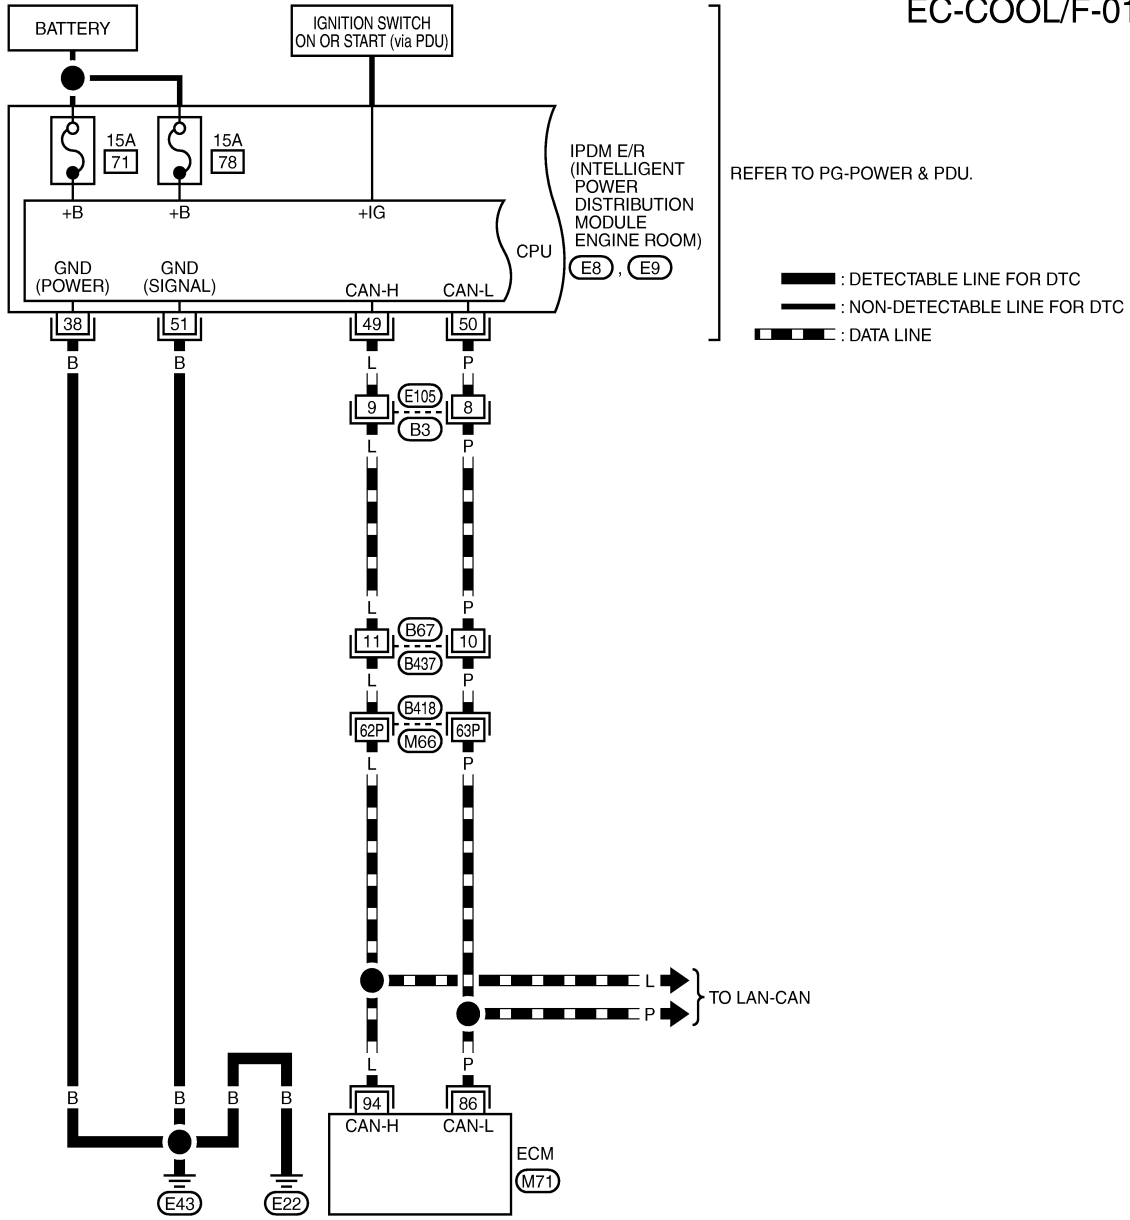 EC-COOL/F-01
BATTERY
IGNITION SWITCH
ON OR START (via PDU)
15A
71
15A
78
IPDM E/R
(INTELLIGENT
POWER
DISTRIBUTION
MODULE
ENGINE ROOM)
E8 , E9
REFER TO PG-POWER & PDU.
+B
+B
+IG
CPU
GND
(POWER)
GND
(SIGNAL)
CAN-H
CAN-L
: DETECTABLE LINE FOR DTC
: NON-DETECTABLE LINE FOR DTC
: DATA LINE
38
51
49
50
B
B
L
P
9
E105
8
B3
L
P
L
P
11
B67
10
B437
L
P
62P
B418
63P
M66
L
P
L
P
TO LAN-CAN
L
P
B
B
B
B
94
86
CAN-H
CAN-L
ECM
M71
E43
E22